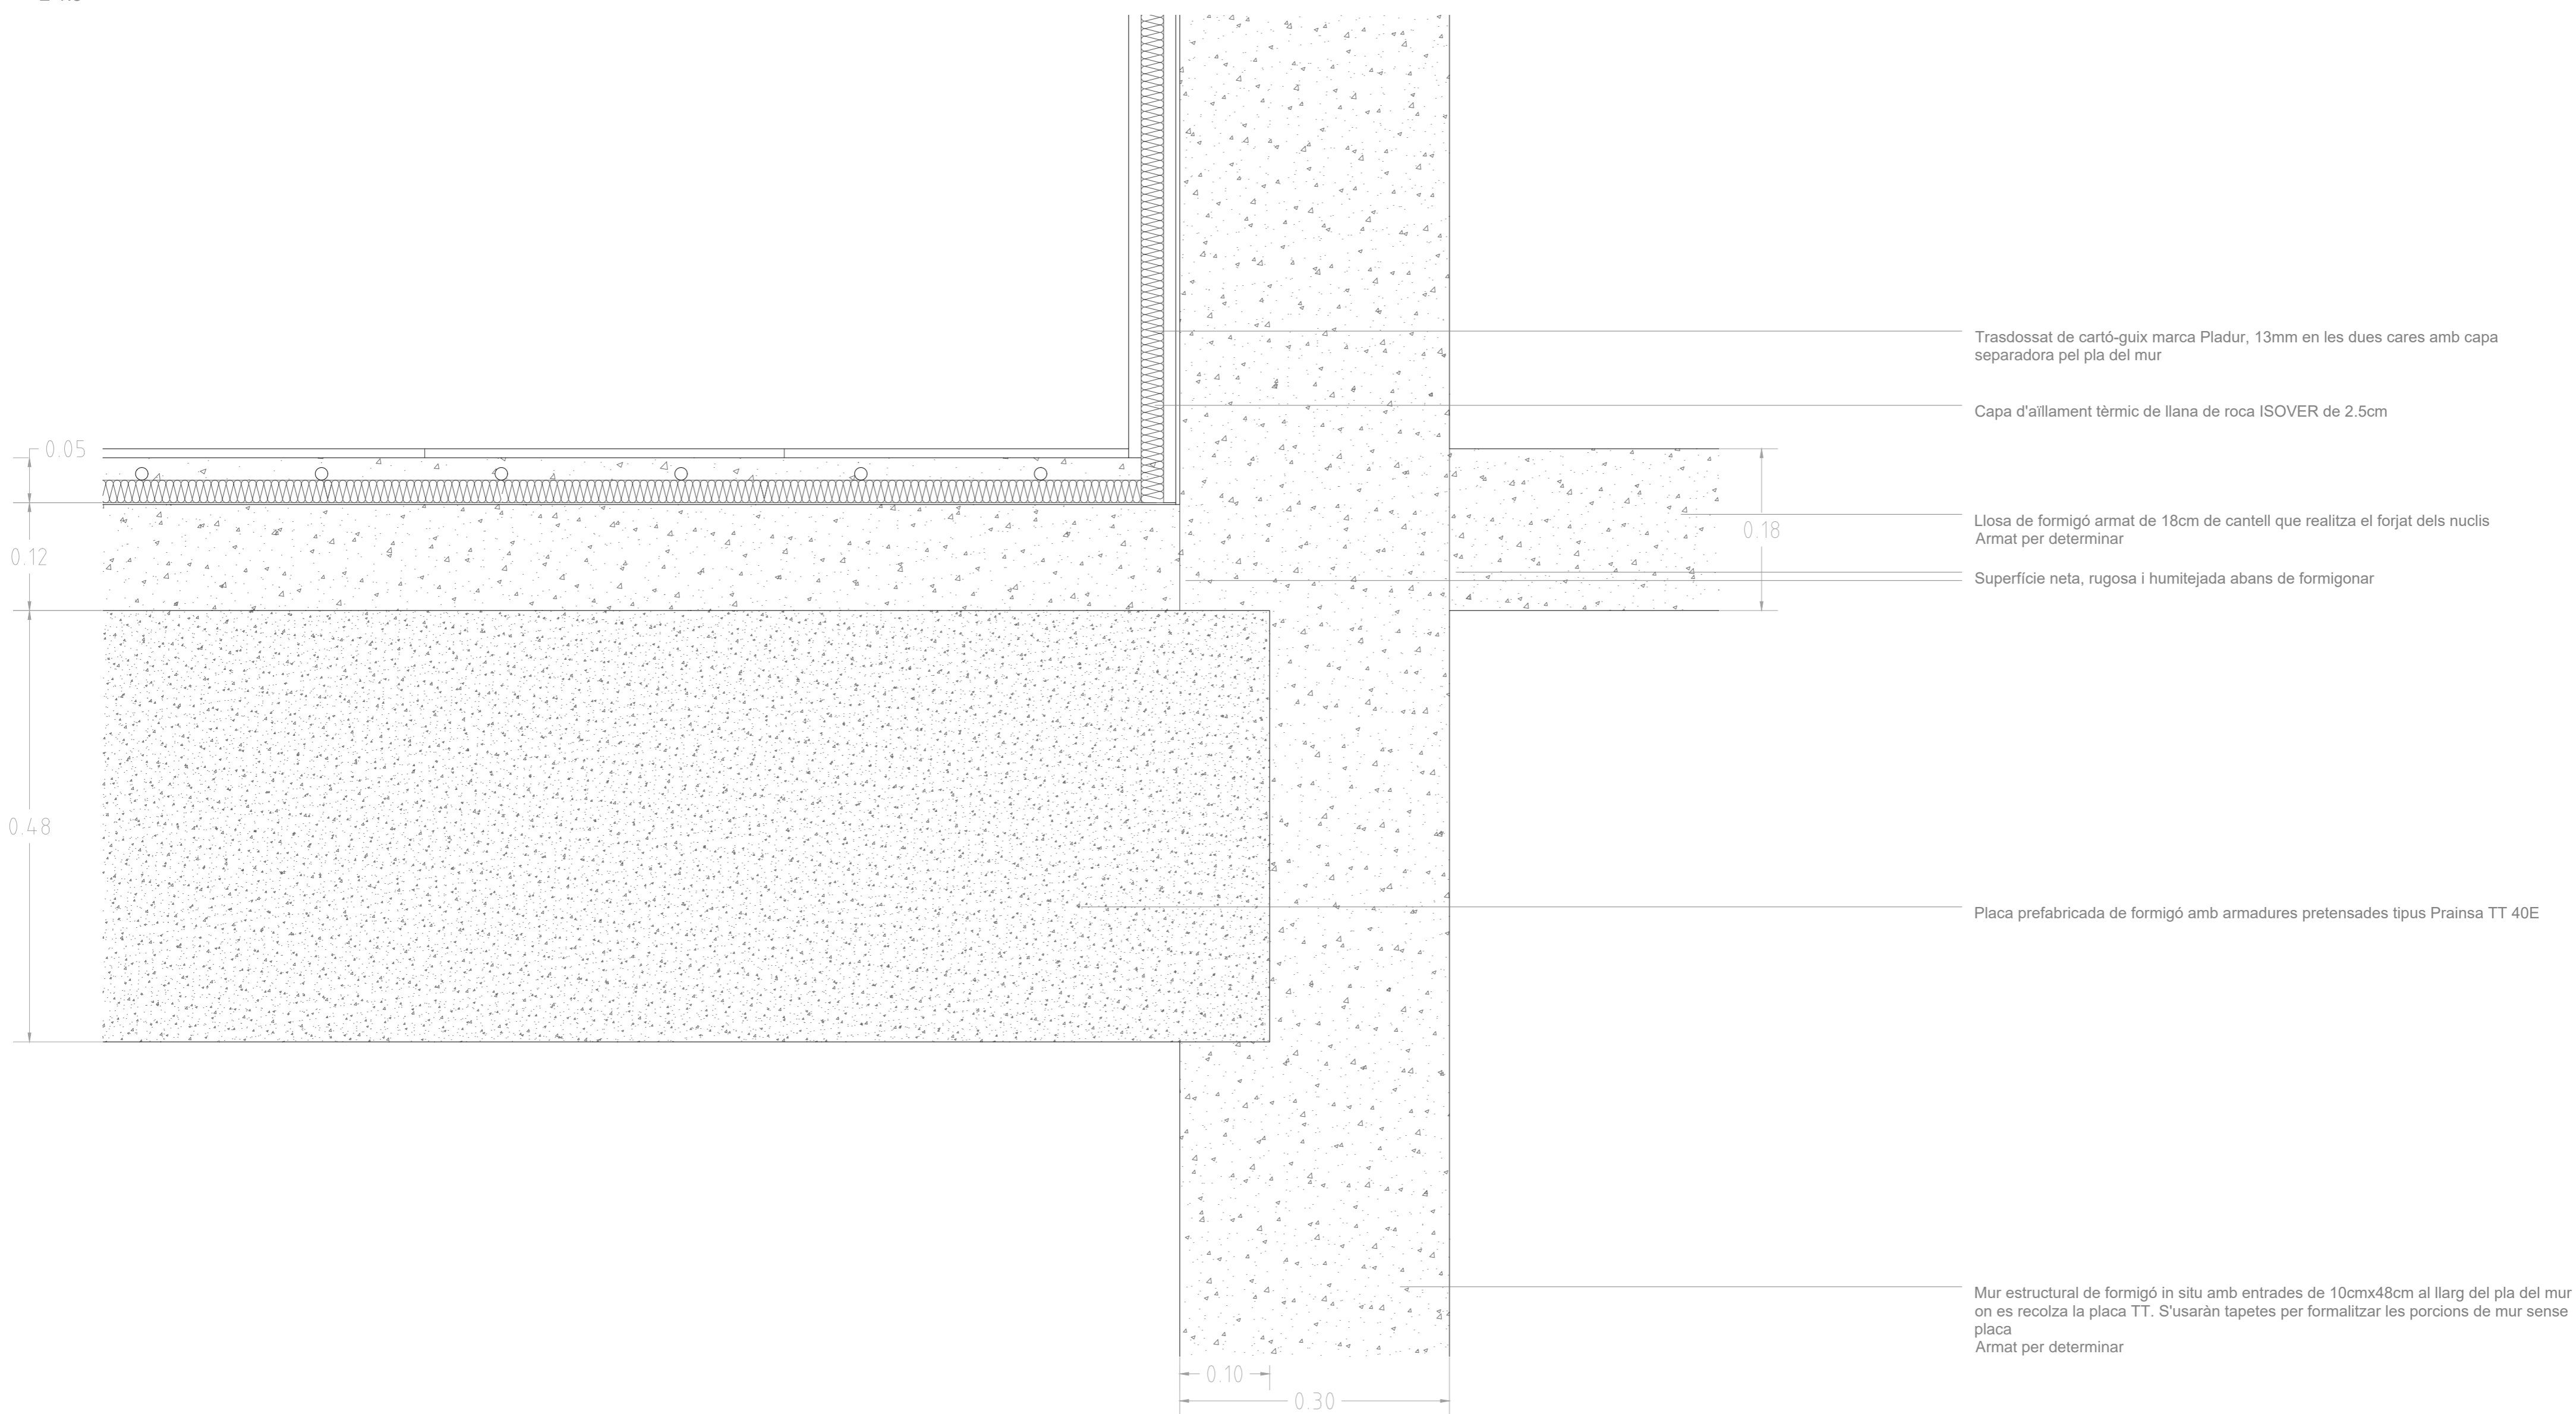 Trasdossat de cartó-guix marca Pladur, 13mm en les dues cares amb capa
separadora pel pla del mur
Capa d'aïllament tèrmic de llana de roca ISOVER de 2.5cm
0.05
Llosa de formigó armat de 18cm de cantell que realitza el forjat dels nuclis
Armat per determinar
0.18
0.12
Superfície neta, rugosa i humitejada abans de formigonar
0.48
Placa prefabricada de formigó amb armadures pretensades tipus Prainsa TT 40E
Mur estructural de formigó in situ amb entrades de 10cmx48cm al llarg del pla del mur
on es recolza la placa TT. S'usaràn tapetes per formalitzar les porcions de mur sense
placa
Armat per determinar
0.10
0.30